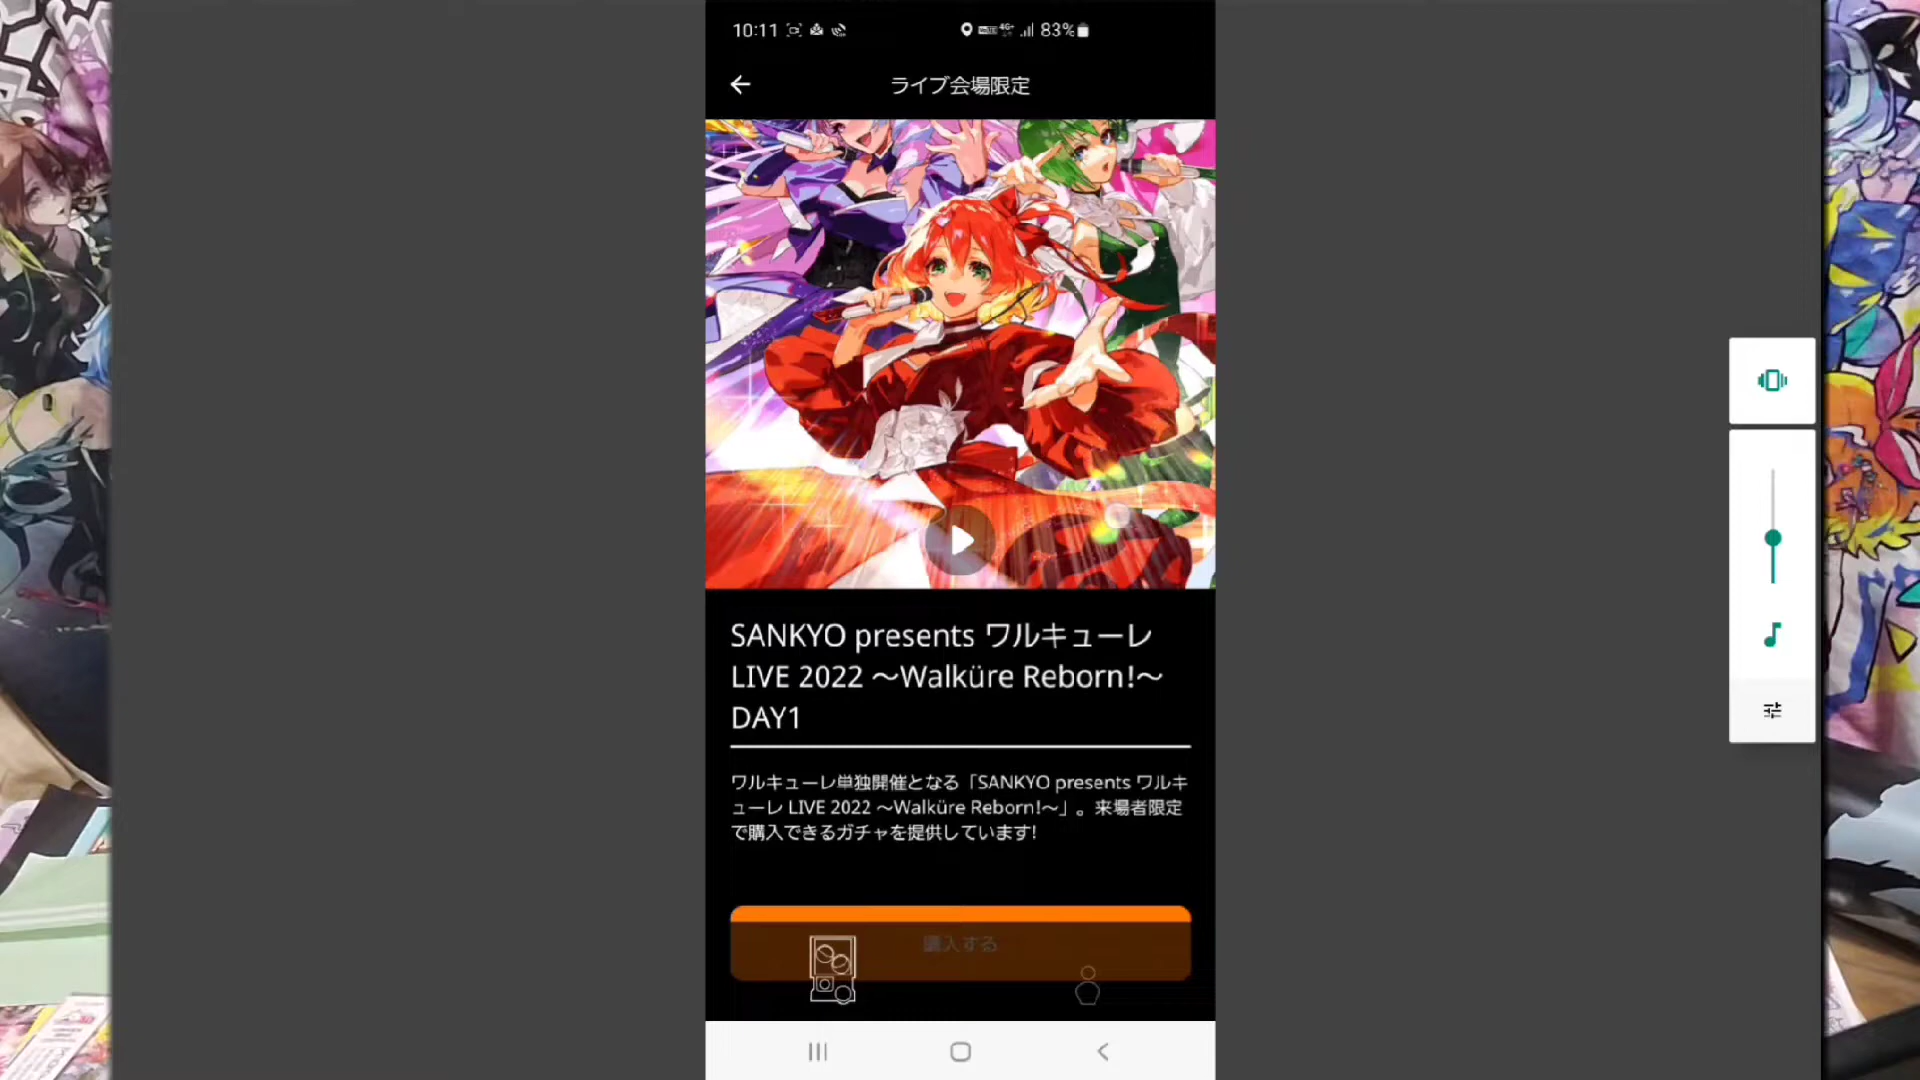 10:11 4G+ 83%
ライブ会場限定
SANKYO presents ワルキューレ
LIVE 2022 ～Walküre Reborn!～
DAY1
ワルキューレ単独開催となる「SANKYO presents ワルキ
ューレ LIVE 2022 ～Walküre Reborn!～」。来場者限定
で購入できるガチャを提供しています!
購入する